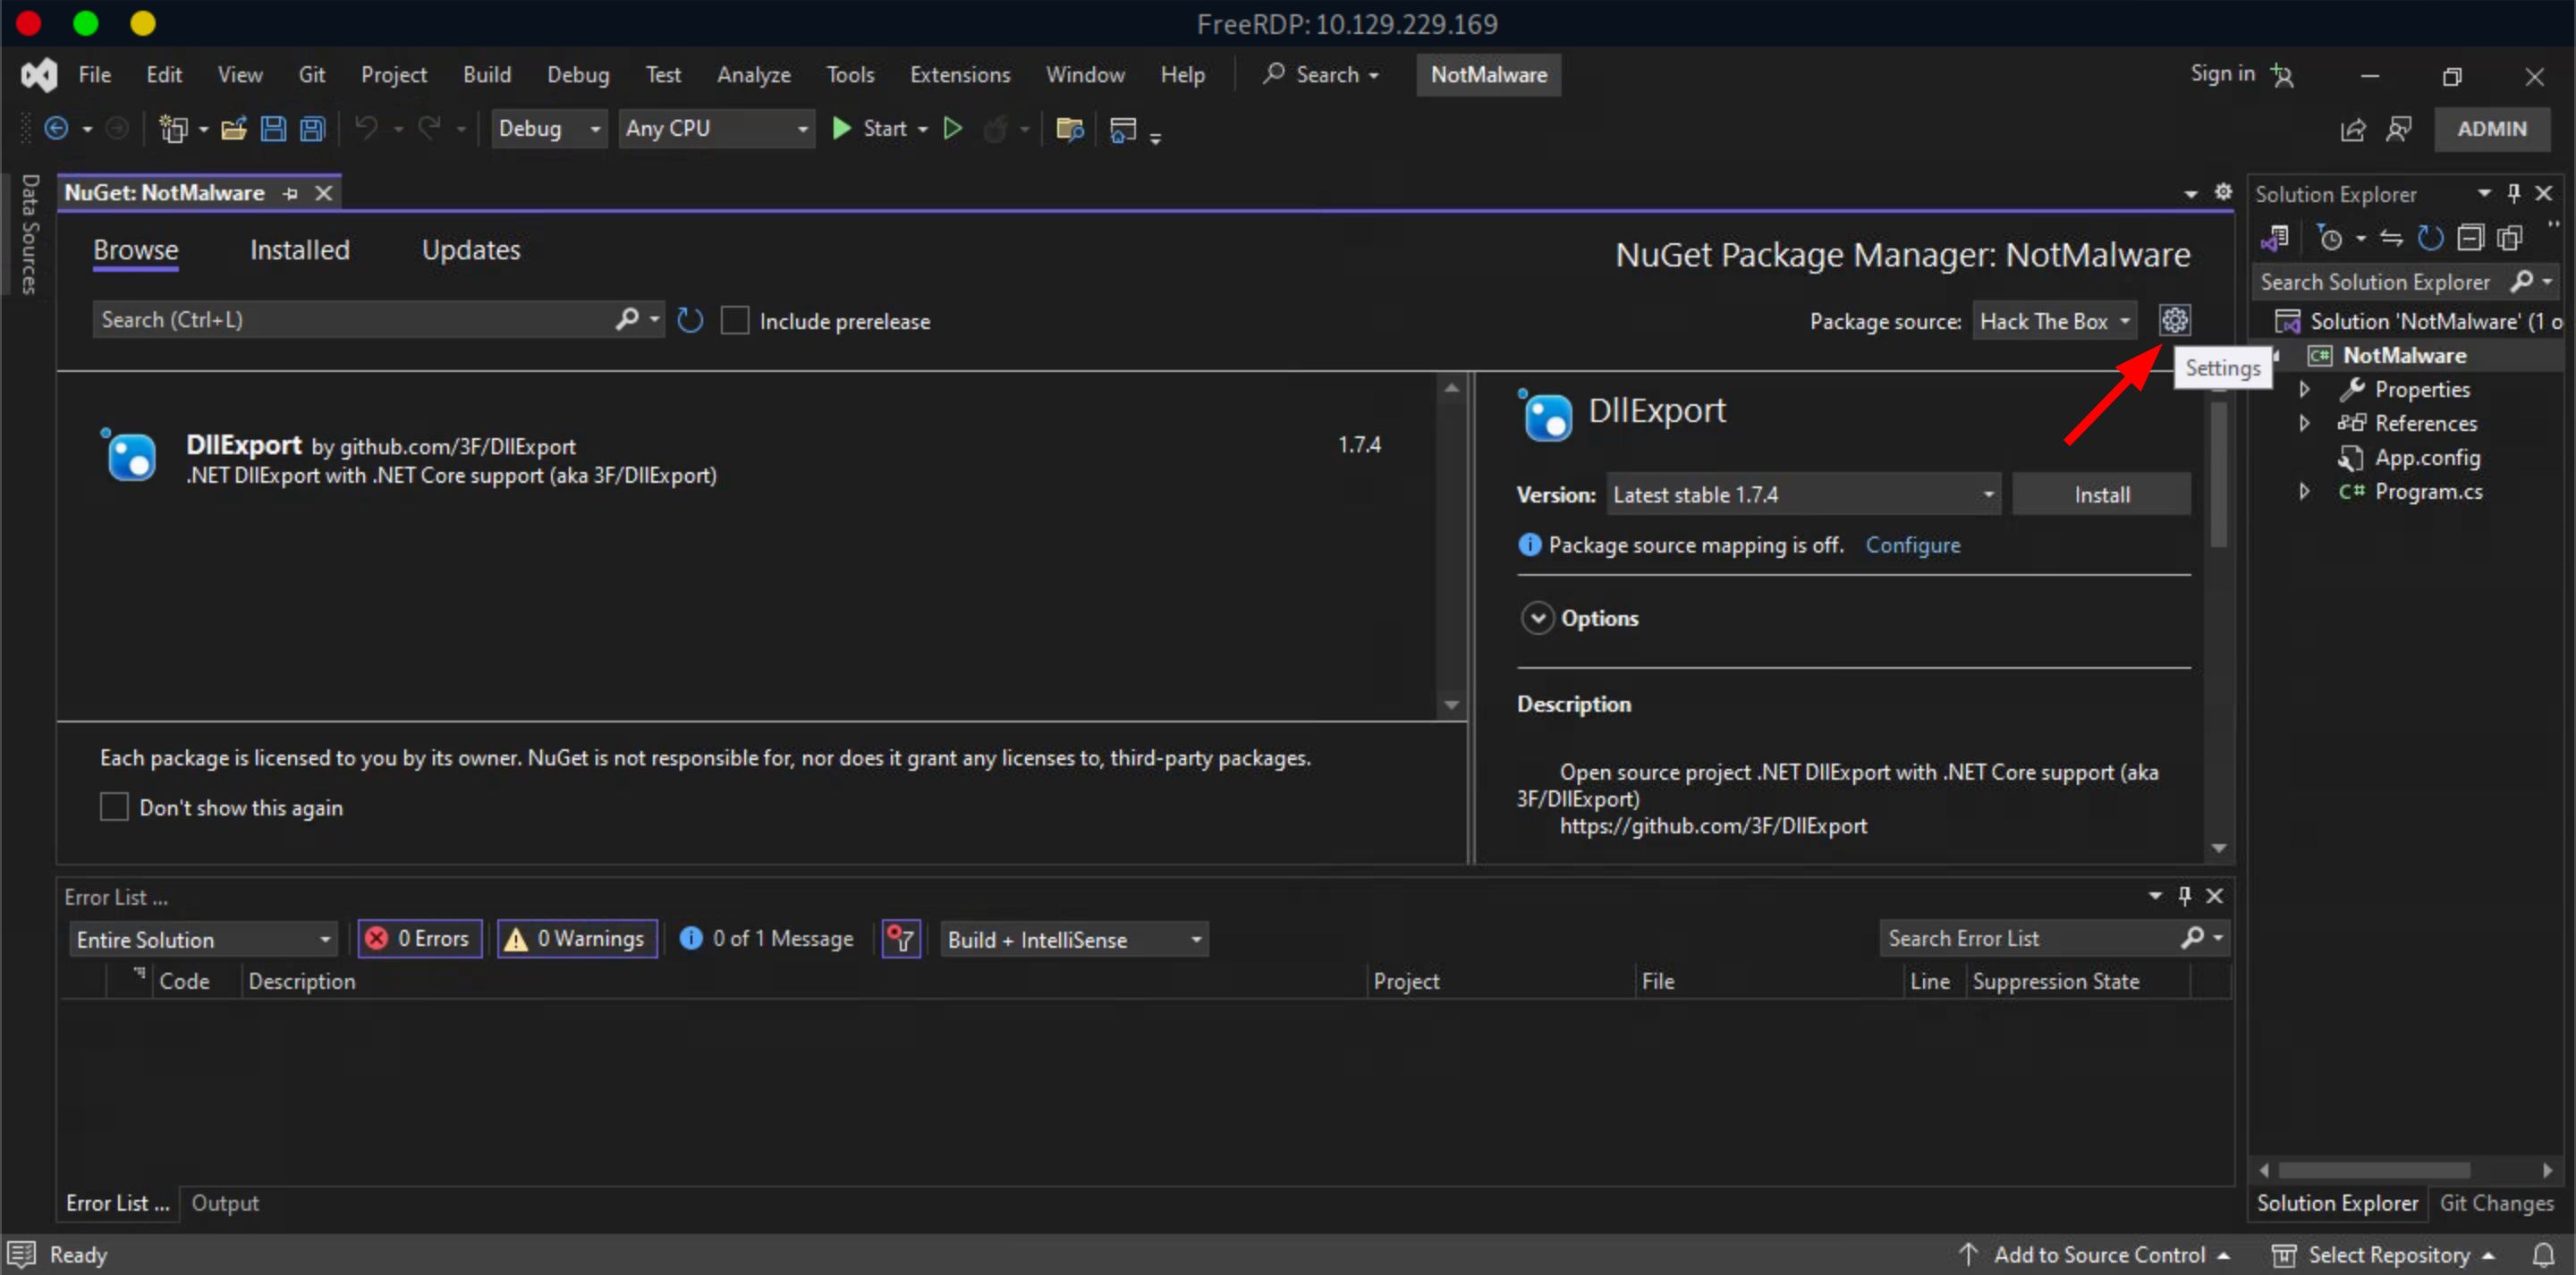 FreeRDP: 10.129.229.169
File Edit View Git Project Build Debug Test Analyze Tools Extensions Window Help Search NotMalware Sign in
Debug Any CPU Start ADMIN
Data Sources
NuGet: NotMalware
Browse Installed Updates
NuGet Package Manager: NotMalware
Search (Ctrl+L) Include prerelease Package source: Hack The Box
Settings
DllExport by github.com/3F/DllExport 1.7.4
.NET DllExport with .NET Core support (aka 3F/DllExport)
Each package is licensed to you by its owner. NuGet is not responsible for, nor does it grant any licenses to, third-party packages.
Don't show this again
DllExport
Version: Latest stable 1.7.4 Install
Package source mapping is off. Configure
Options
Description
Open source project .NET DllExport with .NET Core support (aka
3F/DllExport)
https://github.com/3F/DllExport
Solution Explorer
Search Solution Explorer
Solution 'NotMalware' (1 o
C# NotMalware
Properties
References
App.config
C# Program.cs
Error List ...
Entire Solution 0 Errors 0 Warnings 0 of 1 Message Build + IntelliSense Search Error List
Code Description Project File Line Suppression State
Error List ... Output
Solution Explorer Git Changes
Ready Add to Source Control Select Repository